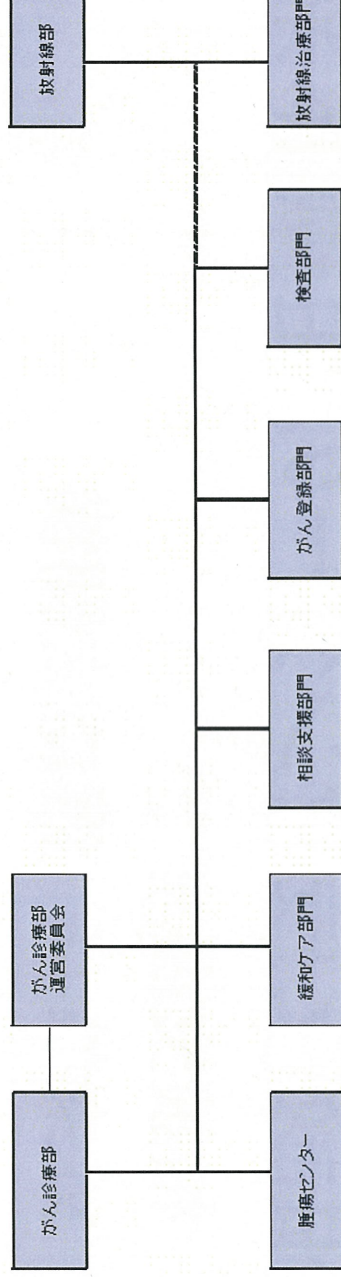 がん診療部
がん診療部
運営委員会
放射線部
腫瘍センター
緩和ケア部門
相談支援部門
がん登録部門
検査部門
放射線治療部門